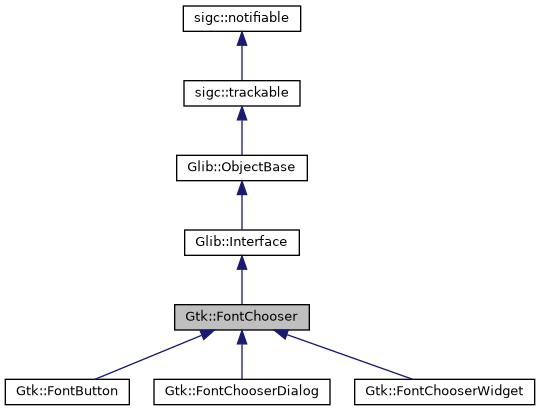 sigc::notifiable
sigc::trackable
Glib::ObjectBase
Glib::Interface
Gtk::FontChooser
Gtk::FontButton
Gtk::FontChooserDialog
Gtk::FontChooserWidget